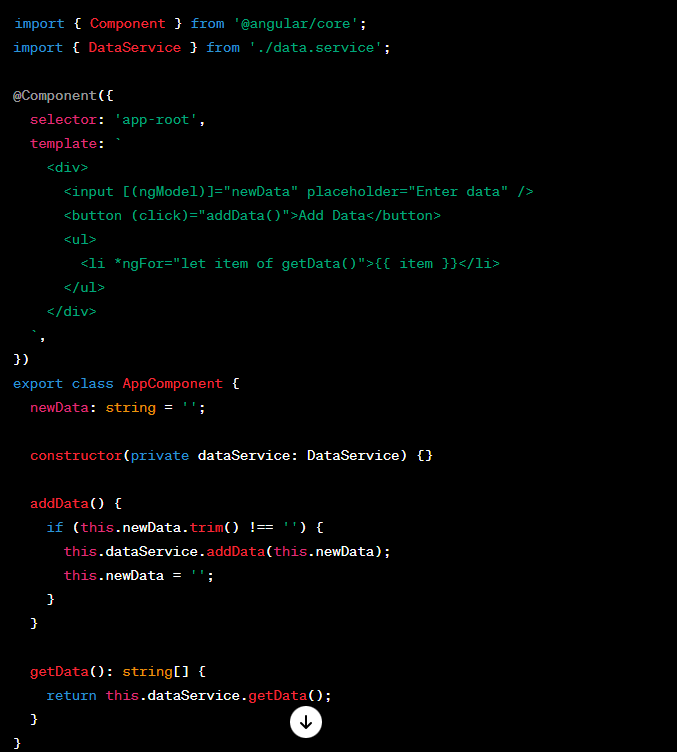 import { Component } from '@angular/core';
import { DataService } from './data.service';
@Component({
  selector: 'app-root',
  template: `
    <div>
      <input [(ngModel)]="newData" placeholder="Enter data" />
      <button (click)="addData()">Add Data</button>
      <ul>
        <li *ngFor="let item of getData()">{{ item }}</li>
      </ul>
    </div>
  `,
})
export class AppComponent {
  newData: string = '';
  constructor(private dataService: DataService) {}
  addData() {
    if (this.newData.trim() !== '') {
      this.dataService.addData(this.newData);
      this.newData = '';
    }
  }
  getData(): string[] {
    return this.dataService.getData();
  }
}